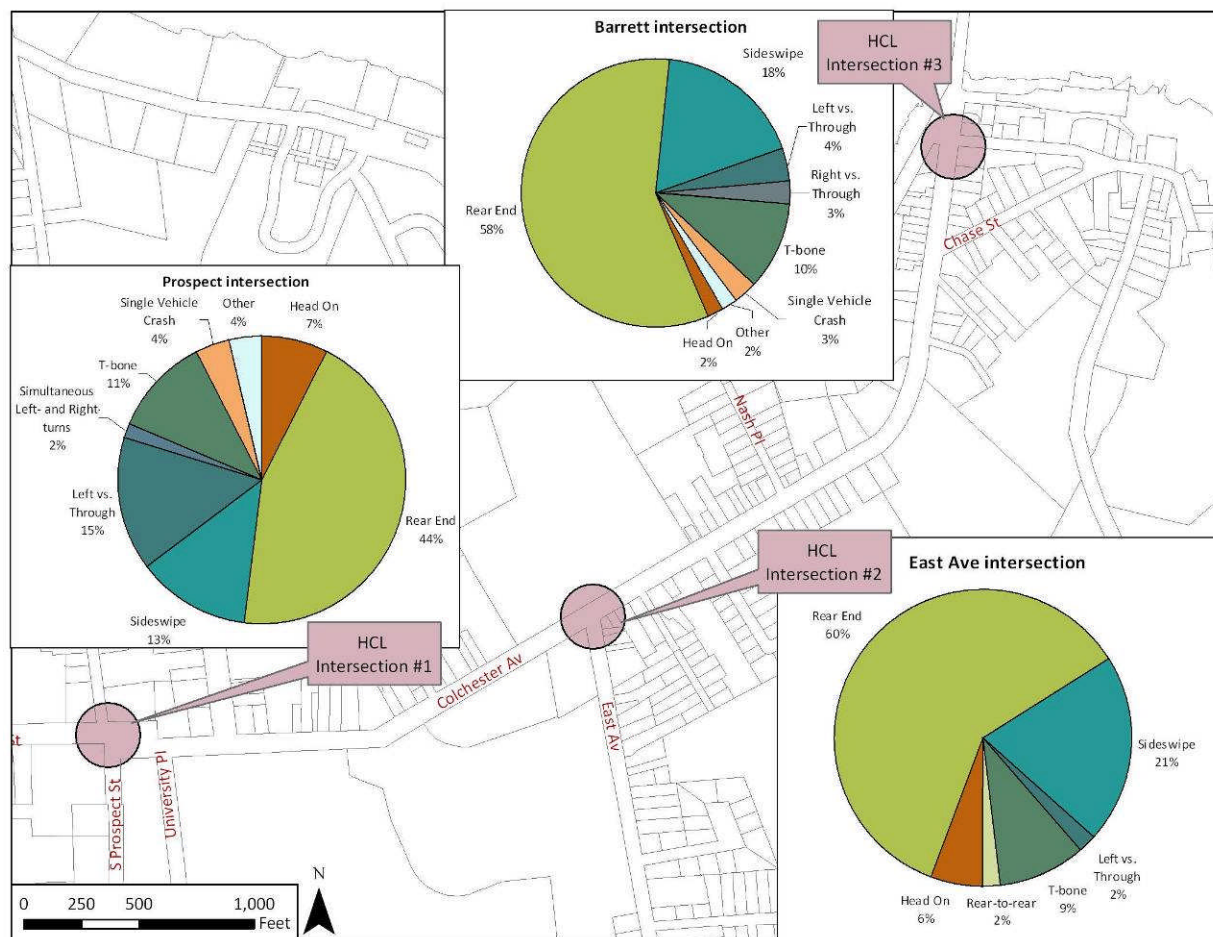 Barrett intersection
Sideswipe
18%
Left vs.
Through
4%
Right vs.
Through
3%
T-bone
10%
Single Vehicle
Crash
3%
Other
2%
Head On
2%
Rear End
58%
HCL
Intersection #3
Chase St
Prospect intersection
Single Vehicle
Crash
4%
Other
4%
Head On
7%
T-bone
11%
Simultaneous
Left- and Right-
turns
2%
Left vs.
Through
15%
Rear End
44%
Sideswipe
13%
Nash Pl
HCL
Intersection #2
HCL
Intersection #1
Colchester Av
East Av
St
S Prospect St
University Pl
East Ave intersection
Rear End
60%
Sideswipe
21%
Left vs.
Through
2%
T-bone
9%
Rear-to-rear
2%
Head On
6%
N
0 250 500 1,000
Feet